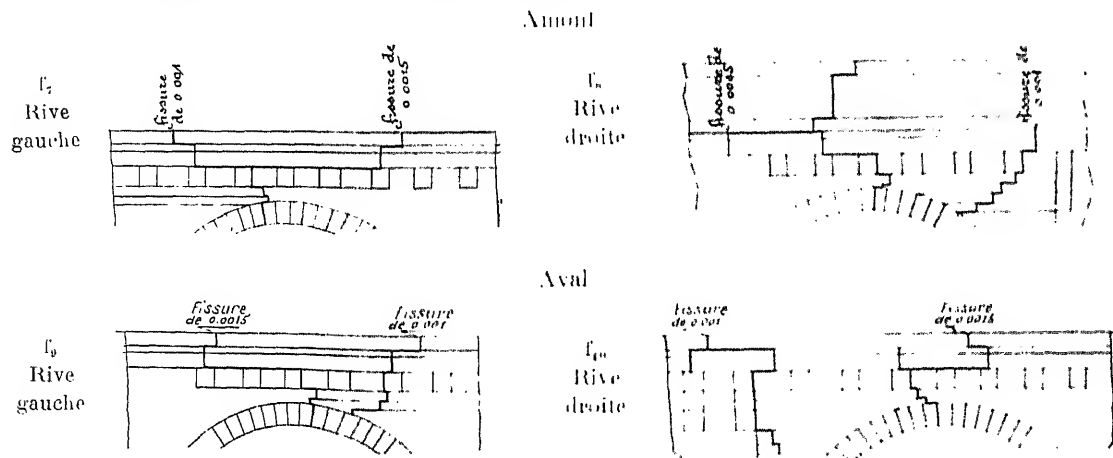 Amont
f₇
Rive
gauche
fissure
de 0 001
fissure de
0 0015
f₈
Rive
droite
fissure de
0 0015
fissure de
0 001
Aval
f₉
Rive
gauche
Fissure
de 0.0015
Fissure
de 0.001
f₁₀
Rive
droite
Fissure
de 0.001
Fissure
de 0.0015